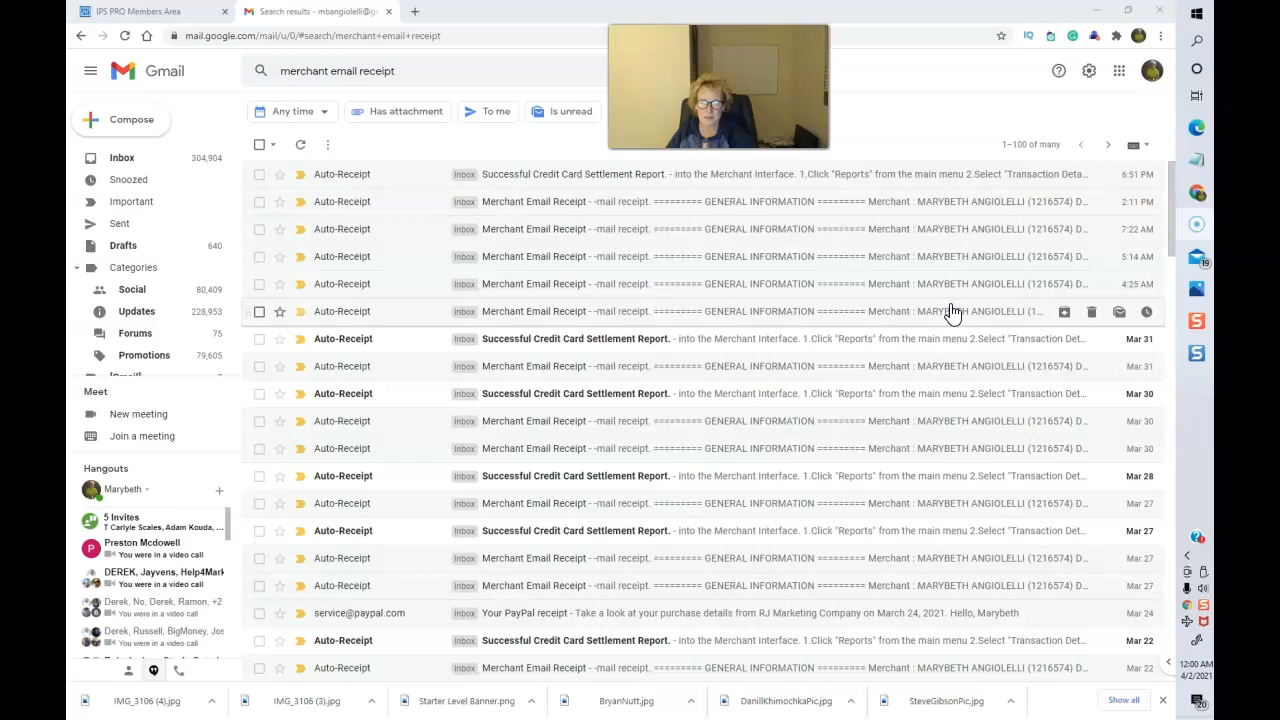 IPS PRO Members Area
Search results - mbangiolelli@g
mail.google.com/mail/u/0/#search/merchant+email+receipt
Gmail
merchant email receipt
Compose
Any time
Has attachment
To me
Is unread
1–100 of many
Inbox 304,904
Snoozed
Important
Sent
Drafts 640
Categories
Social 80,409
Updates 228,953
Forums 75
Promotions 79,605
Meet
New meeting
Join a meeting
Hangouts
Marybeth
5 Invites
T Carlyle Scales, Adam Kouda, ...
Preston Mcdowell
You were in a video call
DEREK, Jayvens, Help4Mark
You were in a video call
Derek, No, Derek, Ramon, +2
You were in a video call
Derek, Russell, BigMoney, Jos
You were in a video call
Auto-Receipt Inbox Successful Credit Card Settlement Report. - into the Merchant Interface. 1.Click "Reports" from the main menu 2.Select "Transaction Deta... 6:51 PM
Auto-Receipt Inbox Merchant Email Receipt - -mail receipt. ========= GENERAL INFORMATION ========= Merchant : MARYBETH ANGIOLELLI (1216574) D... 2:11 PM
Auto-Receipt Inbox Merchant Email Receipt - -mail receipt. ========= GENERAL INFORMATION ========= Merchant : MARYBETH ANGIOLELLI (1216574) D... 7:22 AM
Auto-Receipt Inbox Merchant Email Receipt - -mail receipt. ========= GENERAL INFORMATION ========= Merchant : MARYBETH ANGIOLELLI (1216574) D... 5:14 AM
Auto-Receipt Inbox Merchant Email Receipt - -mail receipt. ========= GENERAL INFORMATION ========= Merchant : MARYBETH ANGIOLELLI (1216574) D... 4:25 AM
Auto-Receipt Inbox Merchant Email Receipt - -mail receipt. ========= GENERAL INFORMATION ========= Merchant : MARYBETH ANGIOLELLI (1...
Auto-Receipt Inbox Successful Credit Card Settlement Report. - into the Merchant Interface. 1.Click "Reports" from the main menu 2.Select "Transaction Det... Mar 31
Auto-Receipt Inbox Merchant Email Receipt - -mail receipt. ========= GENERAL INFORMATION ========= Merchant : MARYBETH ANGIOLELLI (1216574) D... Mar 31
Auto-Receipt Inbox Successful Credit Card Settlement Report. - into the Merchant Interface. 1.Click "Reports" from the main menu 2.Select "Transaction Det... Mar 30
Auto-Receipt Inbox Merchant Email Receipt - -mail receipt. ========= GENERAL INFORMATION ========= Merchant : MARYBETH ANGIOLELLI (1216574) D... Mar 30
Auto-Receipt Inbox Merchant Email Receipt - -mail receipt. ========= GENERAL INFORMATION ========= Merchant : MARYBETH ANGIOLELLI (1216574) D... Mar 30
Auto-Receipt Inbox Successful Credit Card Settlement Report. - into the Merchant Interface. 1.Click "Reports" from the main menu 2.Select "Transaction Det... Mar 28
Auto-Receipt Inbox Merchant Email Receipt - -mail receipt. ========= GENERAL INFORMATION ========= Merchant : MARYBETH ANGIOLELLI (1216574) D... Mar 27
Auto-Receipt Inbox Successful Credit Card Settlement Report. - into the Merchant Interface. 1.Click "Reports" from the main menu 2.Select "Transaction Det... Mar 27
Auto-Receipt Inbox Merchant Email Receipt - -mail receipt. ========= GENERAL INFORMATION ========= Merchant : MARYBETH ANGIOLELLI (1216574) D... Mar 27
Auto-Receipt Inbox Merchant Email Receipt - -mail receipt. ========= GENERAL INFORMATION ========= Merchant : MARYBETH ANGIOLELLI (1216574) D... Mar 27
service@paypal.com Inbox Your PayPal receipt - Take a look at your purchase details from RJ Marketing Company on March 24, 2021. Hello, Marybeth Mar 24
Auto-Receipt Inbox Successful Credit Card Settlement Report. - into the Merchant Interface. 1.Click "Reports" from the main menu 2.Select "Transaction Det... Mar 22
Auto-Receipt Inbox Merchant Email Receipt - -mail receipt. ========= GENERAL INFORMATION ========= Merchant : MARYBETH ANGIOLELLI (1216574) D... Mar 22
IMG_3106 (4).jpg
IMG_3106 (3).jpg
Starter Level Banner.png
BryanNutt.jpg
DanillKhimochkaPic.jpg
SteveGibsonPic.jpg
Show all
19
12:00 AM
4/2/2021
20